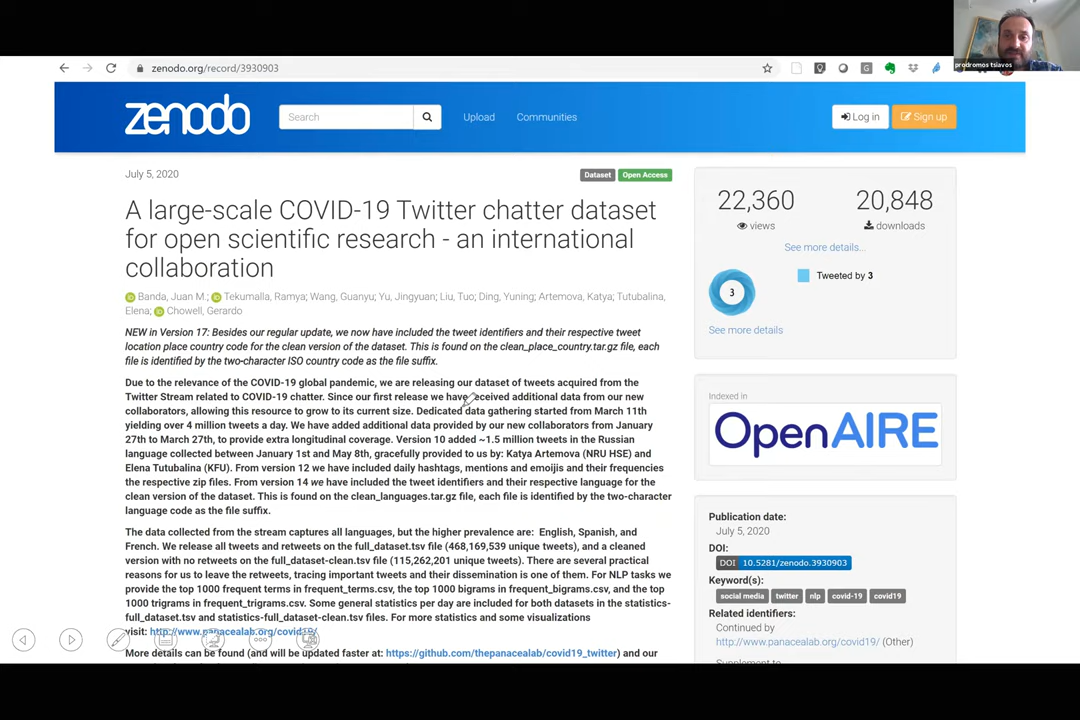 prodromos tsiavos
zenodo.org/record/3930903
zenodo
Search
Upload
Communities
Log in
Sign up
July 5, 2020
Dataset
Open Access
A large-scale COVID-19 Twitter chatter dataset
for open scientific research - an international
collaboration
Banda, Juan M.; Tekumalla, Ramya; Wang, Guanyu; Yu, Jingyuan; Liu, Tuo; Ding, Yuning; Artemova, Katya; Tutubalina,
Elena; Chowell, Gerardo
NEW in Version 17: Besides our regular update, we now have included the tweet identifiers and their respective tweet
location place country code for the clean version of the dataset. This is found on the clean_place_country.tar.gz file, each
file is identified by the two-character ISO country code as the file suffix.
Due to the relevance of the COVID-19 global pandemic, we are releasing our dataset of tweets acquired from the
Twitter Stream related to COVID-19 chatter. Since our first release we have received additional data from our new
collaborators, allowing this resource to grow to its current size. Dedicated data gathering started from March 11th
yielding over 4 million tweets a day. We have added additional data provided by our new collaborators from January
27th to March 27th, to provide extra longitudinal coverage. Version 10 added ~1.5 million tweets in the Russian
language collected between January 1st and May 8th, gracefully provided to us by: Katya Artemova (NRU HSE) and
Elena Tutubalina (KFU). From version 12 we have included daily hashtags, mentions and emoijis and their frequencies
the respective zip files. From version 14 we have included the tweet identifiers and their respective language for the
clean version of the dataset. This is found on the clean_languages.tar.gz file, each file is identified by the two-character
language code as the file suffix.
The data collected from the stream captures all languages, but the higher prevalence are: English, Spanish, and
French. We release all tweets and retweets on the full_dataset.tsv file (468,169,539 unique tweets), and a cleaned
version with no retweets on the full_dataset-clean.tsv file (115,262,201 unique tweets). There are several practical
reasons for us to leave the retweets, tracing important tweets and their dissemination is one of them. For NLP tasks we
provide the top 1000 frequent terms in frequent_terms.csv, the top 1000 bigrams in frequent_bigrams.csv, and the top
1000 trigrams in frequent_trigrams.csv. Some general statistics per day are included for both datasets in the statistics-
full_dataset.tsv and statistics-full_dataset-clean.tsv files. For more statistics and some visualizations
visit: http://www.panacealab.org/covid19/
More details can be found (and will be updated faster at: https://github.com/thepanacealab/covid19_twitter) and our
22,360
views
20,848
downloads
See more details...
3
Tweeted by 3
See more details
Indexed in
OpenAIRE
Publication date:
July 5, 2020
DOI:
DOI 10.5281/zenodo.3930903
Keyword(s):
social media twitter nlp covid-19 covid19
Related identifiers:
Continued by
http://www.panacealab.org/covid19/ (Other)
Supplement to